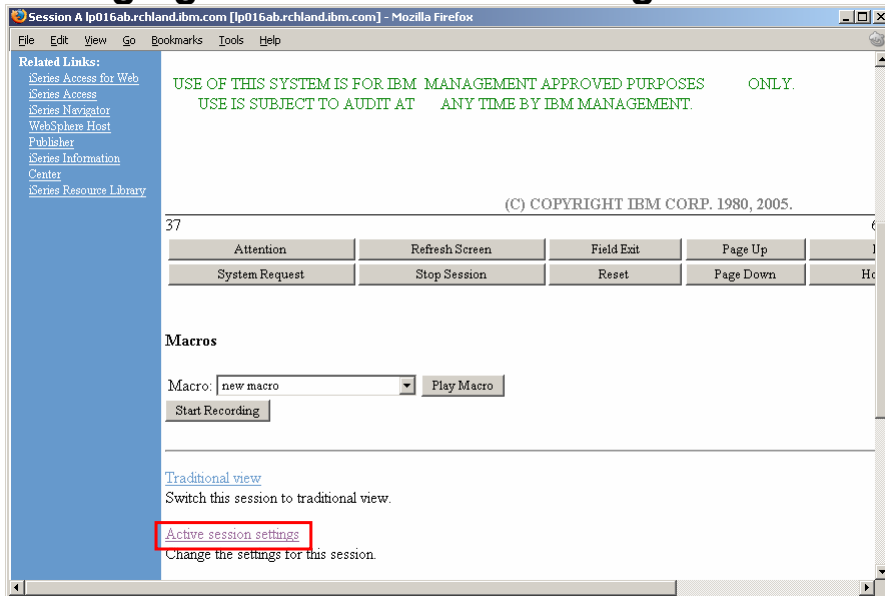 Session A lp016ab.rchland.ibm.com [lp016ab.rchland.ibm.com] - Mozilla Firefox
File Edit View Go Bookmarks Tools Help
Related Links:
iSeries Access for Web
iSeries Access
iSeries Navigator
WebSphere Host
Publisher
iSeries Information
Center
iSeries Resource Library
USE OF THIS SYSTEM IS FOR IBM MANAGEMENT APPROVED PURPOSES ONLY.
USE IS SUBJECT TO AUDIT AT ANY TIME BY IBM MANAGEMENT.
(C) COPYRIGHT IBM CORP. 1980, 2005.
37
Attention Refresh Screen Field Exit Page Up
System Request Stop Session Reset Page Down
Macros
Macro: new macro Play Macro
Start Recording
Traditional view
Switch this session to traditional view.
Active session settings
Change the settings for this session.